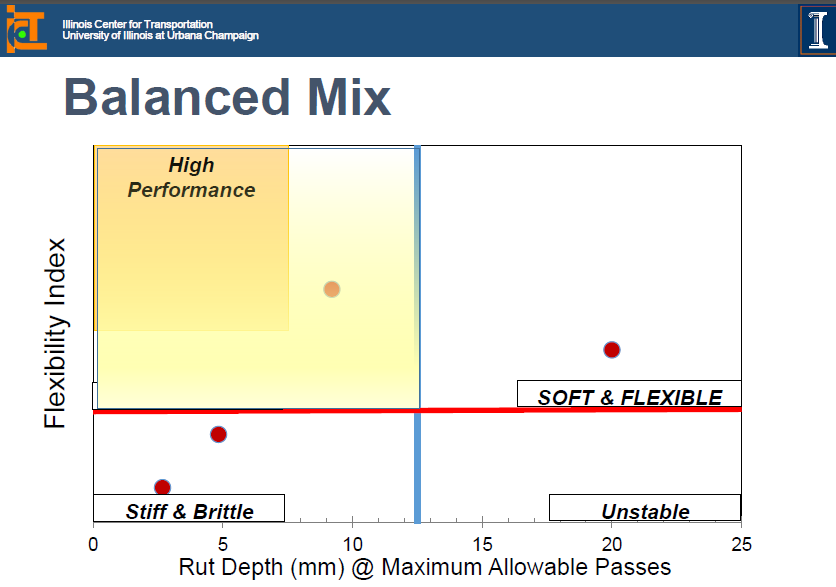 Illinois Center for Transportation
University of Illinois at Urbana Champaign
I
Balanced Mix
High
Performance
Flexibility Index
SOFT & FLEXIBLE
Stiff & Brittle
Unstable
0 5 10 15 20 25
Rut Depth (mm) @ Maximum Allowable Passes